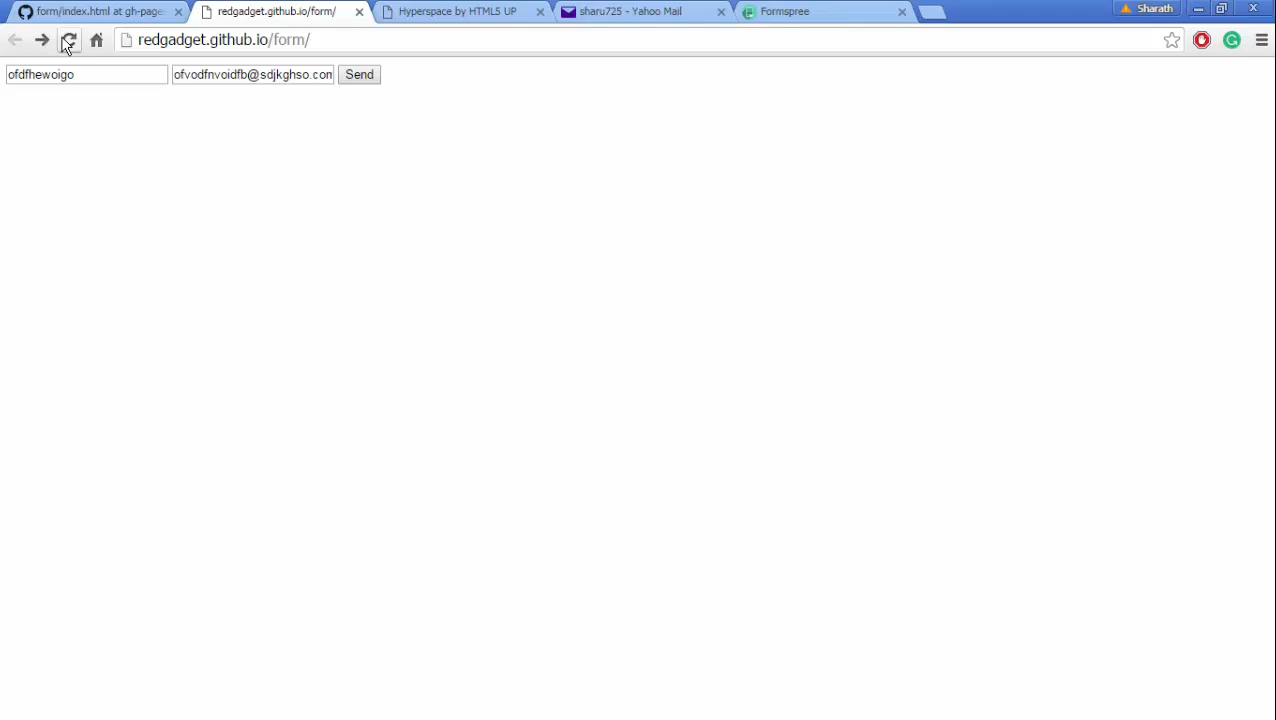 form/index.html at gh-page
redgadget.github.io/form/
Hyperspace by HTML5 UP
sharu725 - Yahoo Mail
Formspree
Sharath
redgadget.github.io/form/
ofdfhewoigo
ofvodfnvoidfb@sdjkghso.com
Send